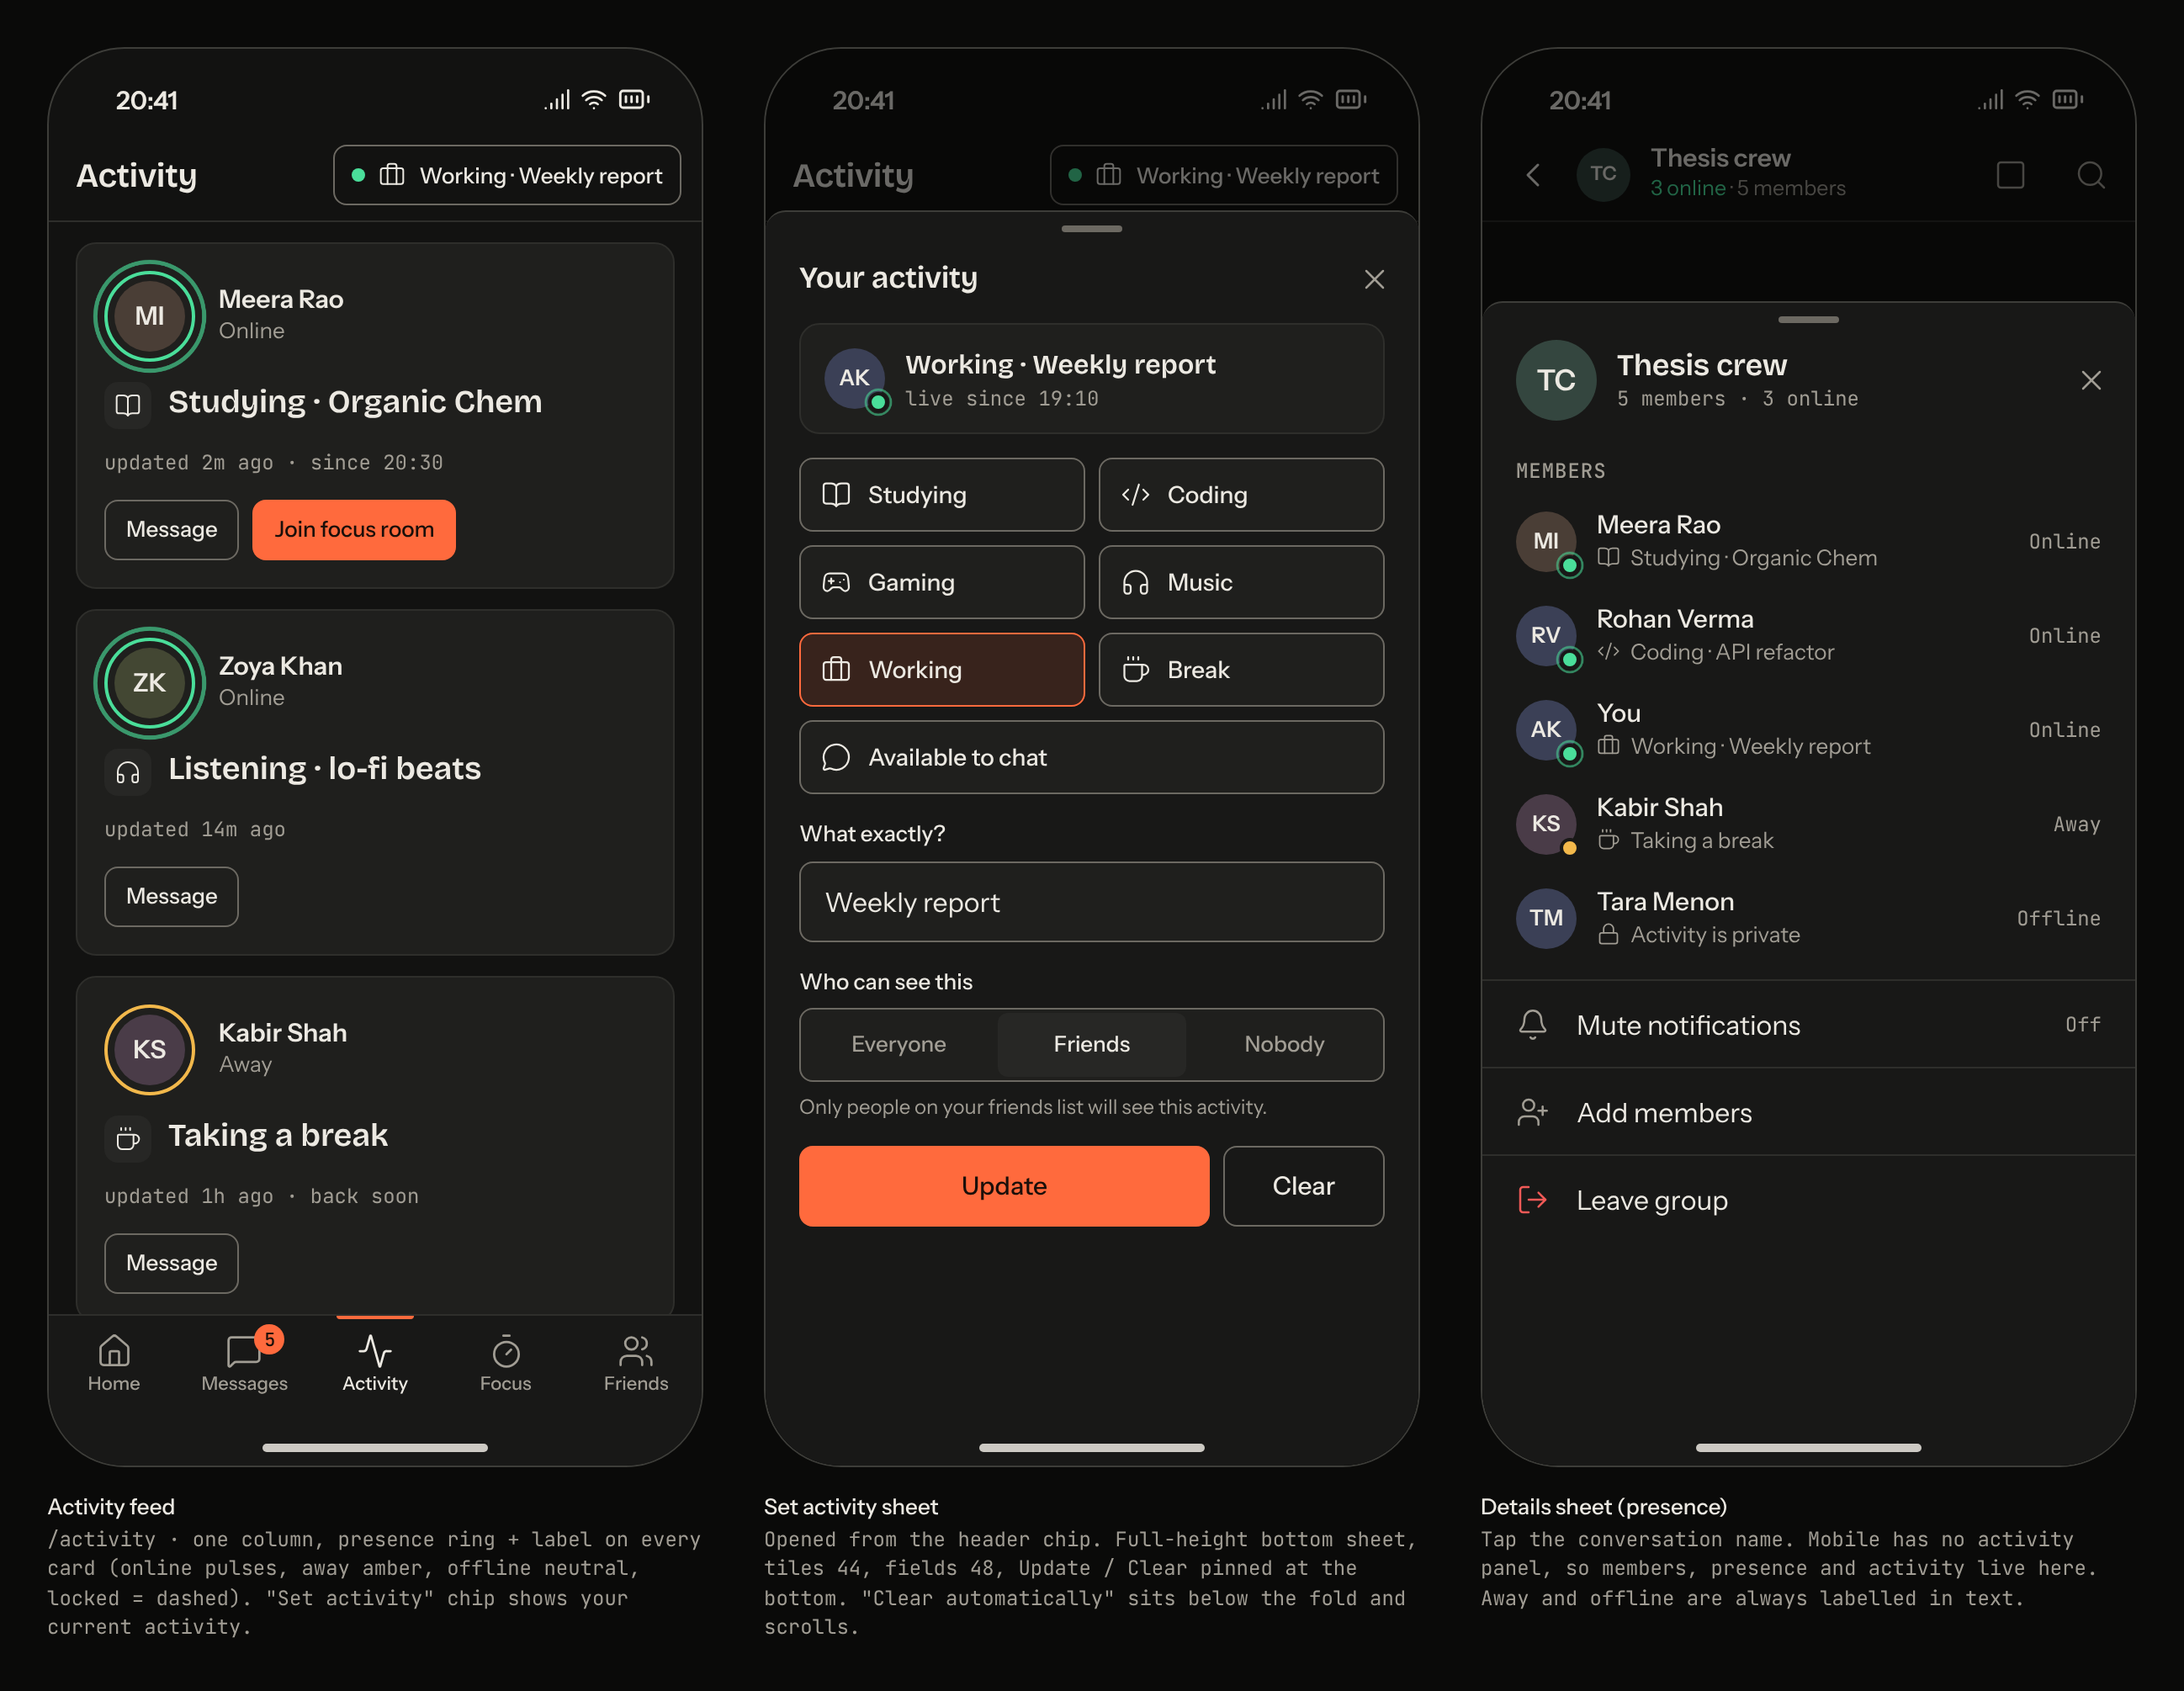 20:41
Activity
Working · Weekly report
MI
Meera Rao
Online
Studying · Organic Chem
updated 2m ago · since 20:30
Message
Join focus room
ZK
Zoya Khan
Online
Listening · lo-fi beats
updated 14m ago
Message
KS
Kabir Shah
Away
Taking a break
updated 1h ago · back soon
Message
Home
Messages
5
Activity
Focus
Friends
Activity feed
/activity · one column, presence ring + label on every
card (online pulses, away amber, offline neutral,
locked = dashed). "Set activity" chip shows your
current activity.
20:41
Activity
Working · Weekly report
Your activity
AK
Working · Weekly report
live since 19:10
Studying
Coding
Gaming
Music
Working
Break
Available to chat
What exactly?
Weekly report
Who can see this
Everyone
Friends
Nobody
Only people on your friends list will see this activity.
Update
Clear
Set activity sheet
Opened from the header chip. Full-height bottom sheet,
tiles 44, fields 48, Update / Clear pinned at the
bottom. "Clear automatically" sits below the fold and
scrolls.
20:41
TC
Thesis crew
3 online · 5 members
TC
Thesis crew
5 members · 3 online
MEMBERS
MI
Meera Rao
Studying · Organic Chem
Online
RV
Rohan Verma
Coding · API refactor
Online
AK
You
Working · Weekly report
Online
KS
Kabir Shah
Taking a break
Away
TM
Tara Menon
Activity is private
Offline
Mute notifications
Off
Add members
Leave group
Details sheet (presence)
Tap the conversation name. Mobile has no activity
panel, so members, presence and activity live here.
Away and offline are always labelled in text.